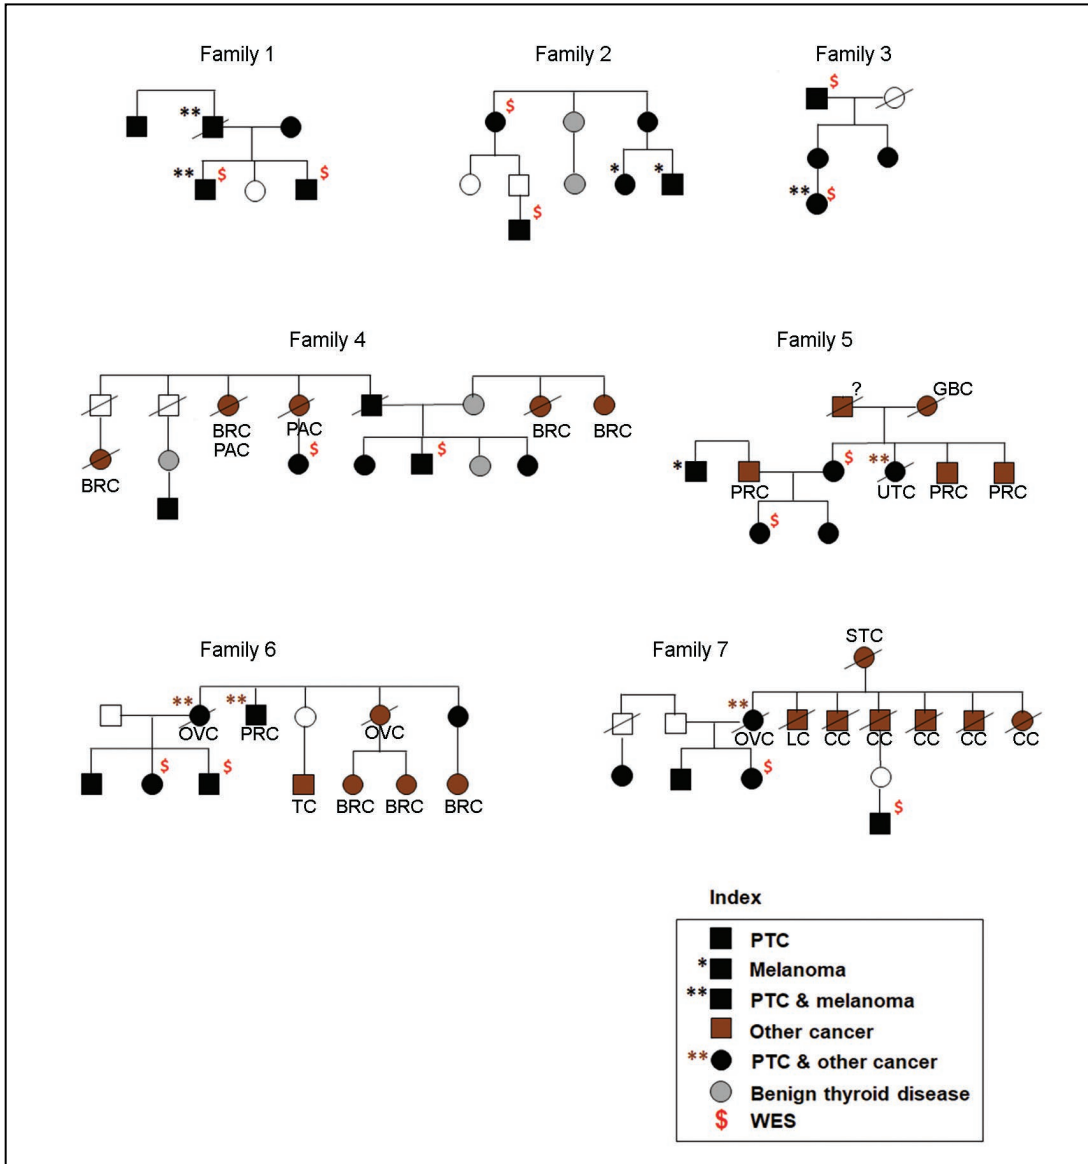 Family 1
Family 2
Family 3
** $
** $ $
$
* *
$
$
** $
Family 4
BRC PAC
PAC
BRC BRC
$ $
BRC
Family 5
?
GBC
* $ **
PRC UTC PRC PRC
$
Family 6
** **
OVC PRC OVC
$ $
TC BRC BRC BRC
Family 7
STC
**
OVC LC CC CC CC CC CC
$
$
Index
PTC
* Melanoma
** PTC & melanoma
Other cancer
** PTC & other cancer
Benign thyroid disease
$ WES